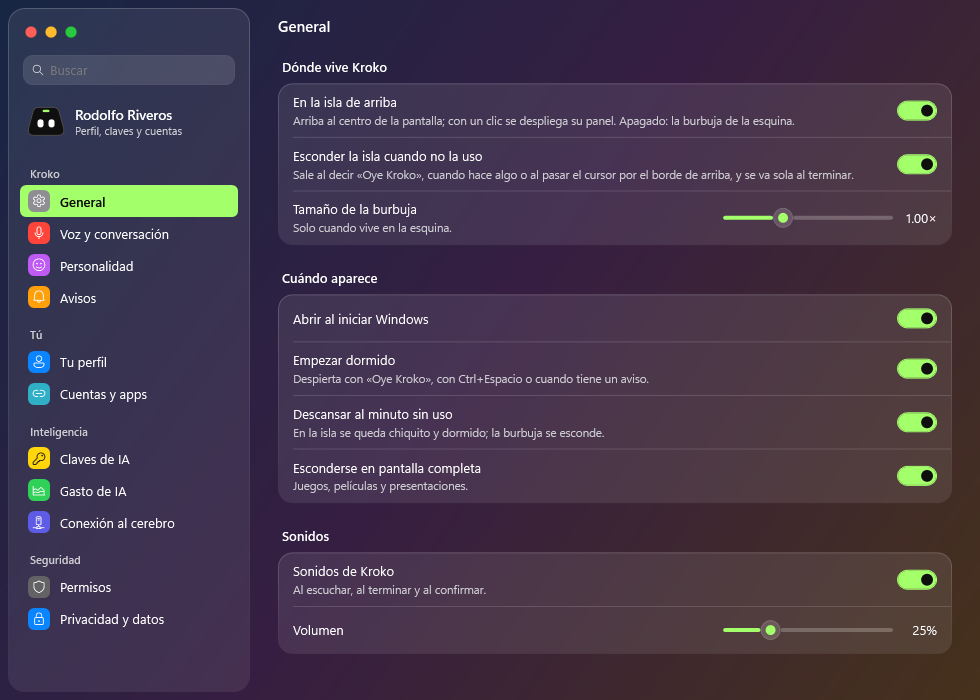 Buscar
Rodolfo Riveros
Perfil, claves y cuentas
Kroko
General
Voz y conversación
Personalidad
Avisos
Tú
Tu perfil
Cuentas y apps
Inteligencia
Claves de IA
Gasto de IA
Conexión al cerebro
Seguridad
Permisos
Privacidad y datos
General
Dónde vive Kroko
En la isla de arriba
Arriba al centro de la pantalla; con un clic se despliega su panel. Apagado: la burbuja de la esquina.
Esconder la isla cuando no la uso
Sale al decir «Oye Kroko», cuando hace algo o al pasar el cursor por el borde de arriba, y se va sola al terminar.
Tamaño de la burbuja
Solo cuando vive en la esquina.
1.00×
Cuándo aparece
Abrir al iniciar Windows
Empezar dormido
Despierta con «Oye Kroko», con Ctrl+Espacio o cuando tiene un aviso.
Descansar al minuto sin uso
En la isla se queda chiquito y dormido; la burbuja se esconde.
Esconderse en pantalla completa
Juegos, películas y presentaciones.
Sonidos
Sonidos de Kroko
Al escuchar, al terminar y al confirmar.
Volumen
25%